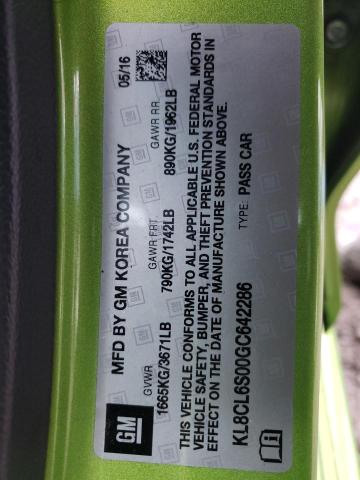 GM
MFD BY GM KOREA COMPANY 05/16
GVWR GAWR FRT. GAWR RR.
1665KG/3671LB 790KG/1742LB 890KG/1962LB
THIS VEHICLE CONFORMS TO ALL APPLICABLE U.S. FEDERAL MOTOR
VEHICLE SAFETY, BUMPER, AND THEFT PREVENTION STANDARDS IN
EFFECT ON THE DATE OF MANUFACTURE SHOWN ABOVE.
KL8CL6S00GC642286 TYPE: PASS CAR